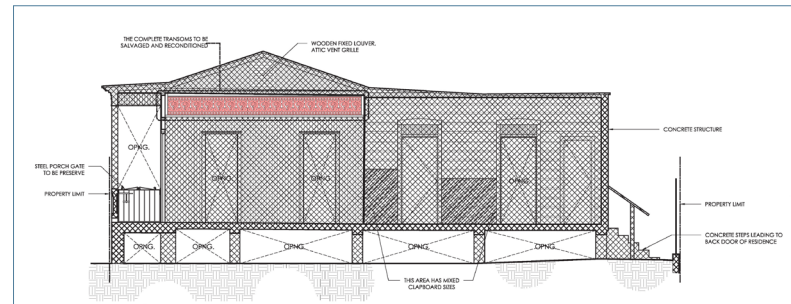 THE COMPLETE TRANSOMS TO BE
SALVAGED AND RECONDITIONED
WOODEN FIXED LOUVER,
ATTIC VENT GRILLE
CONCRETE STRUCTURE
OPNG.
STEEL PORCH GATE
TO BE PRESERVE
PROPERTY LIMIT
OPNG.
OPNG.
OPNG.
OPNG.
PROPERTY LIMIT
CONCRETE STEPS LEADING TO
BACK DOOR OF RESIDENCE
OPNG.
OPNG.
OPNG.
OPNG.
OPNG.
THIS AREA HAS MIXED
CLAPBOARD SIZES